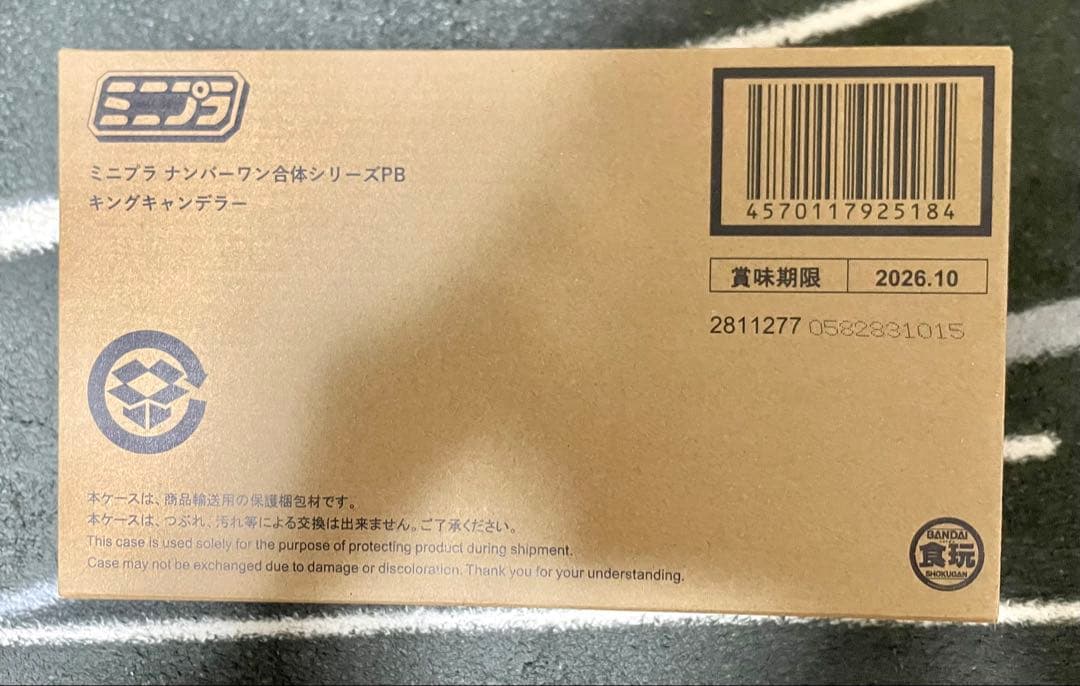 ミニプラ
ミニプラ ナンバーワン合体シリーズPB
キングキャンデラー
4570117925184
賞味期限 2026.10
2811277 0582831015
本ケースは、商品輸送用の保護梱包材です。
本ケースは、つぶれ、汚れ等による交換は出来ません。ご了承ください。
This case is used solely for the purpose of protecting product during shipment.
Case may not be exchanged due to damage or discoloration. Thank you for your understanding.
BANDAI
食玩
SHOKUGAN